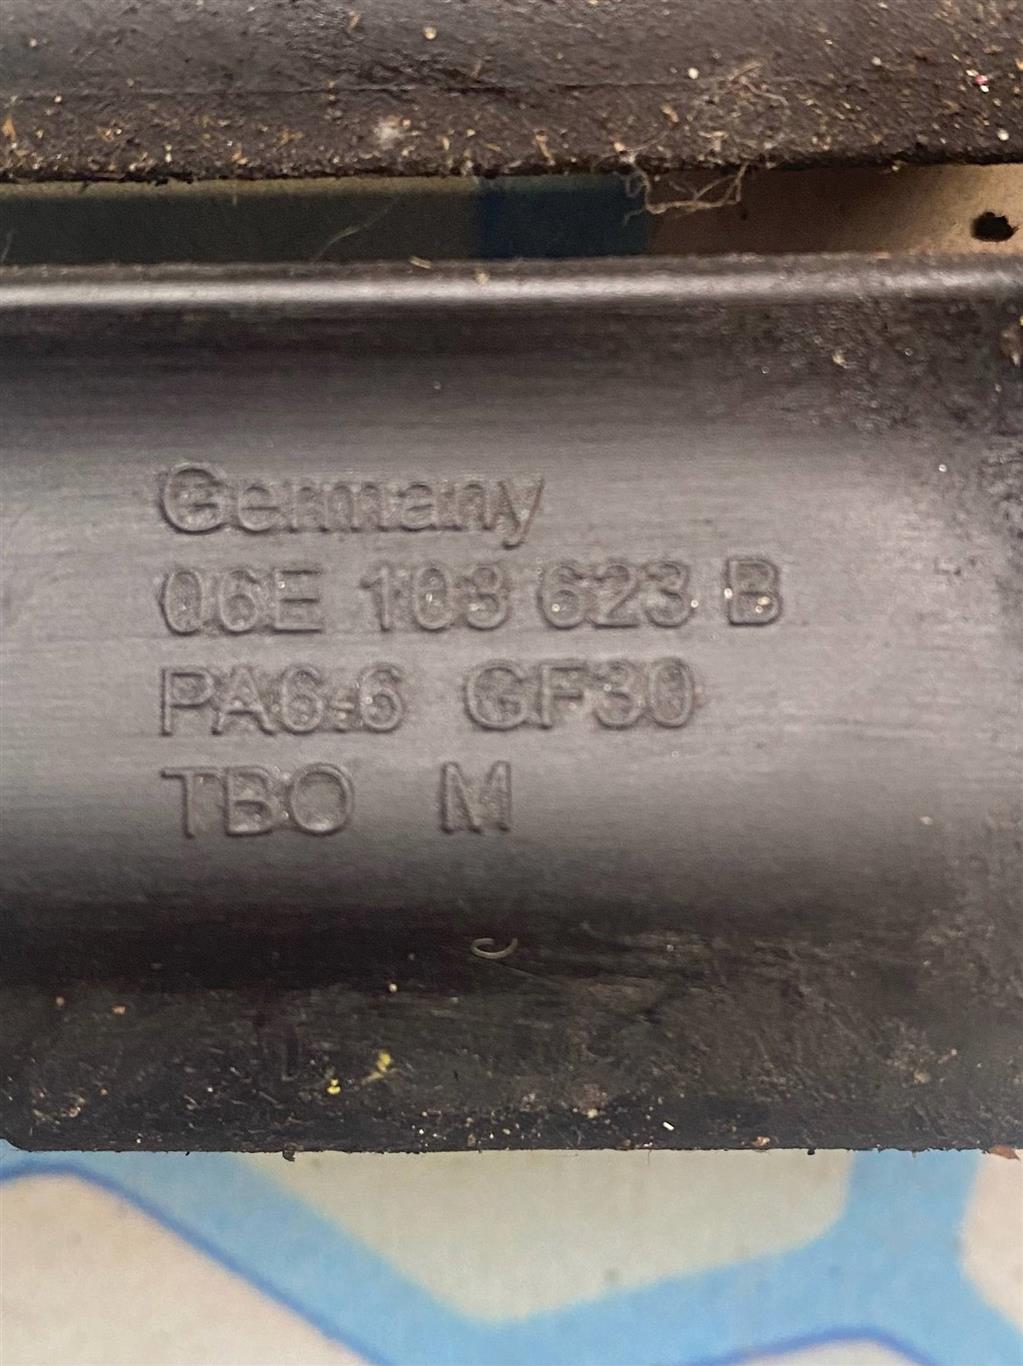 Germany
06E 103 623 B
PA6.6 GF30
TBO M